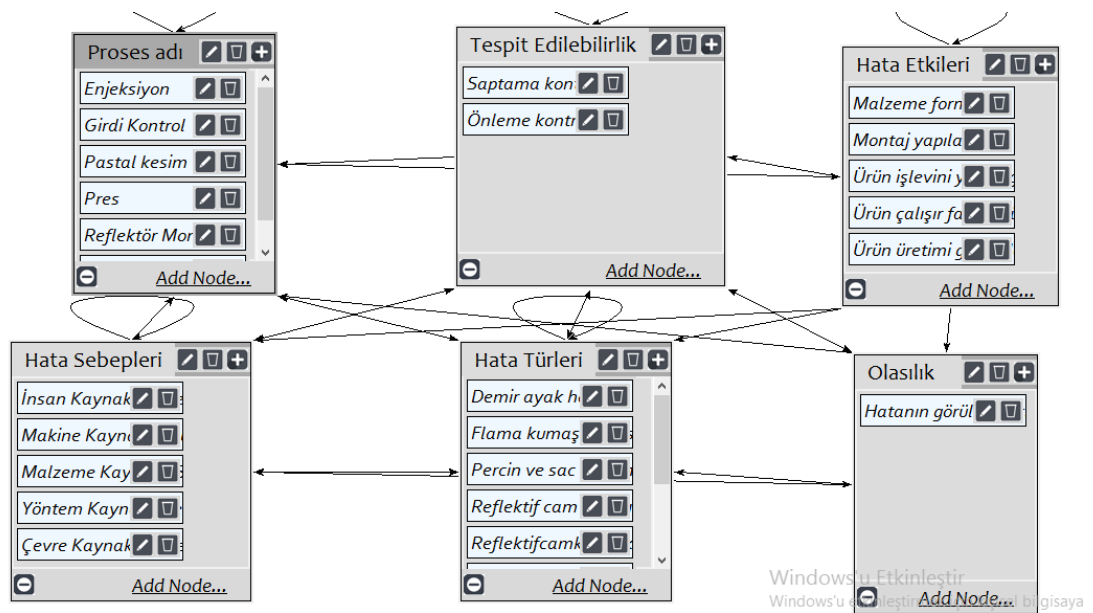 Proses adı
Enjeksiyon
Girdi Kontrol
Pastal kesim
Pres
Reflektör Mor
Add Node...
Tespit Edilebilirlik
Saptama kon
Önleme kontr
Add Node...
Hata Etkileri
Malzeme forn
Montaj yapıla
Ürün işlevini y
Ürün çalışır fa
Ürün üretimi g
Add Node...
Hata Sebepleri
İnsan Kaynak
Makine Kayn
Malzeme Kay
Yöntem Kayn
Çevre Kaynak
Add Node...
Hata Türleri
Demir ayak h
Flama kumaş
Percin ve sac
Reflektif cam
Reflektifcamk
Add Node...
Olasılık
Hatanın görül
Add Node...
Windows'u Etkinleştir
Windows'u bilgisaya